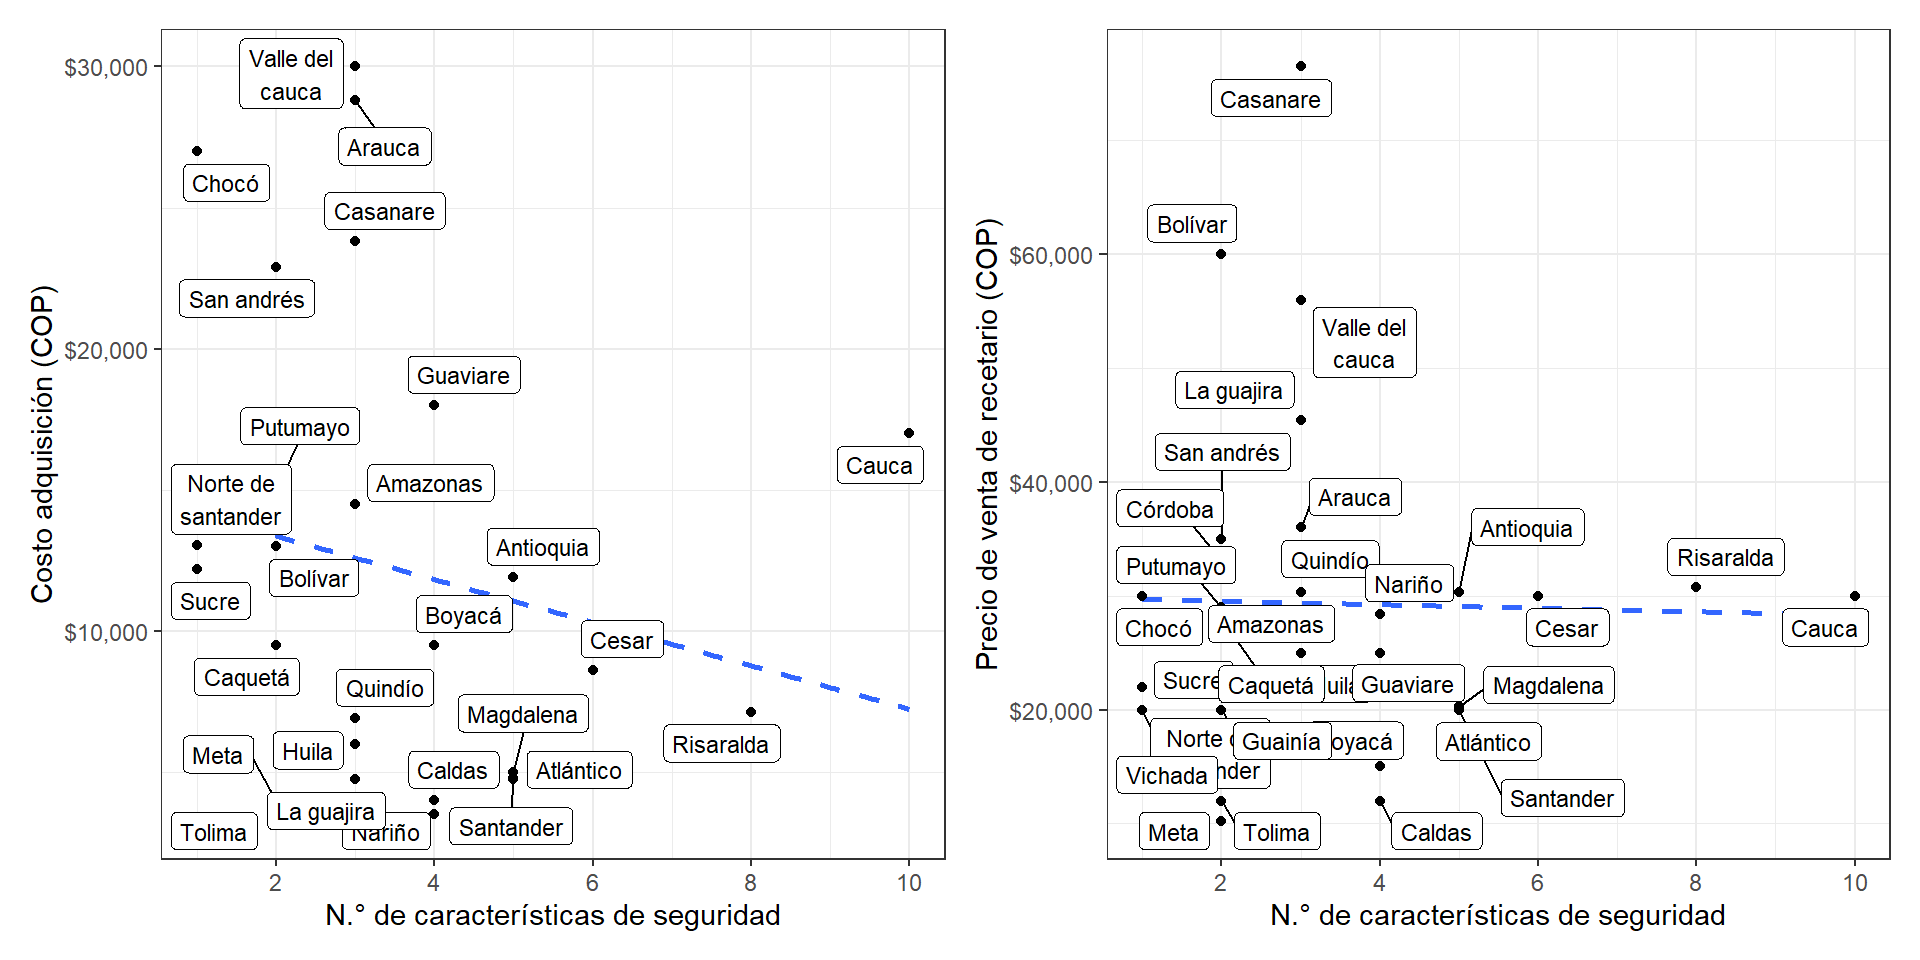 Costo adquisición (COP)
$30,000
$20,000
$10,000
Valle del
cauca
Arauca
Chocó
Casanare
San andrés
Guaviare
Putumayo
Cauca
Norte de
santander
Amazonas
Antioquia
Bolívar
Sucre
Boyacá
Cesar
Caquetá
Quindío
Magdalena
Risaralda
Meta
Huila
Caldas
Atlántico
La guajira
Santander
Tolima
Nariño
2
4
6
8
10
N.° de características de seguridad
Precio de venta de recetario (COP)
$60,000
$40,000
$20,000
Casanare
Bolívar
Valle del
cauca
La guajira
San andrés
Arauca
Córdoba
Antioquia
Quindío
Risaralda
Putumayo
Nariño
Chocó
Amazonas
Cesar
Cauca
Sucre
Caquetá
Guaviare
Magdalena
Norte
Guainía
oyacá
Atlántico
Vichada
nder
Santander
Meta
Tolima
Caldas
2
4
6
8
10
N.° de características de seguridad